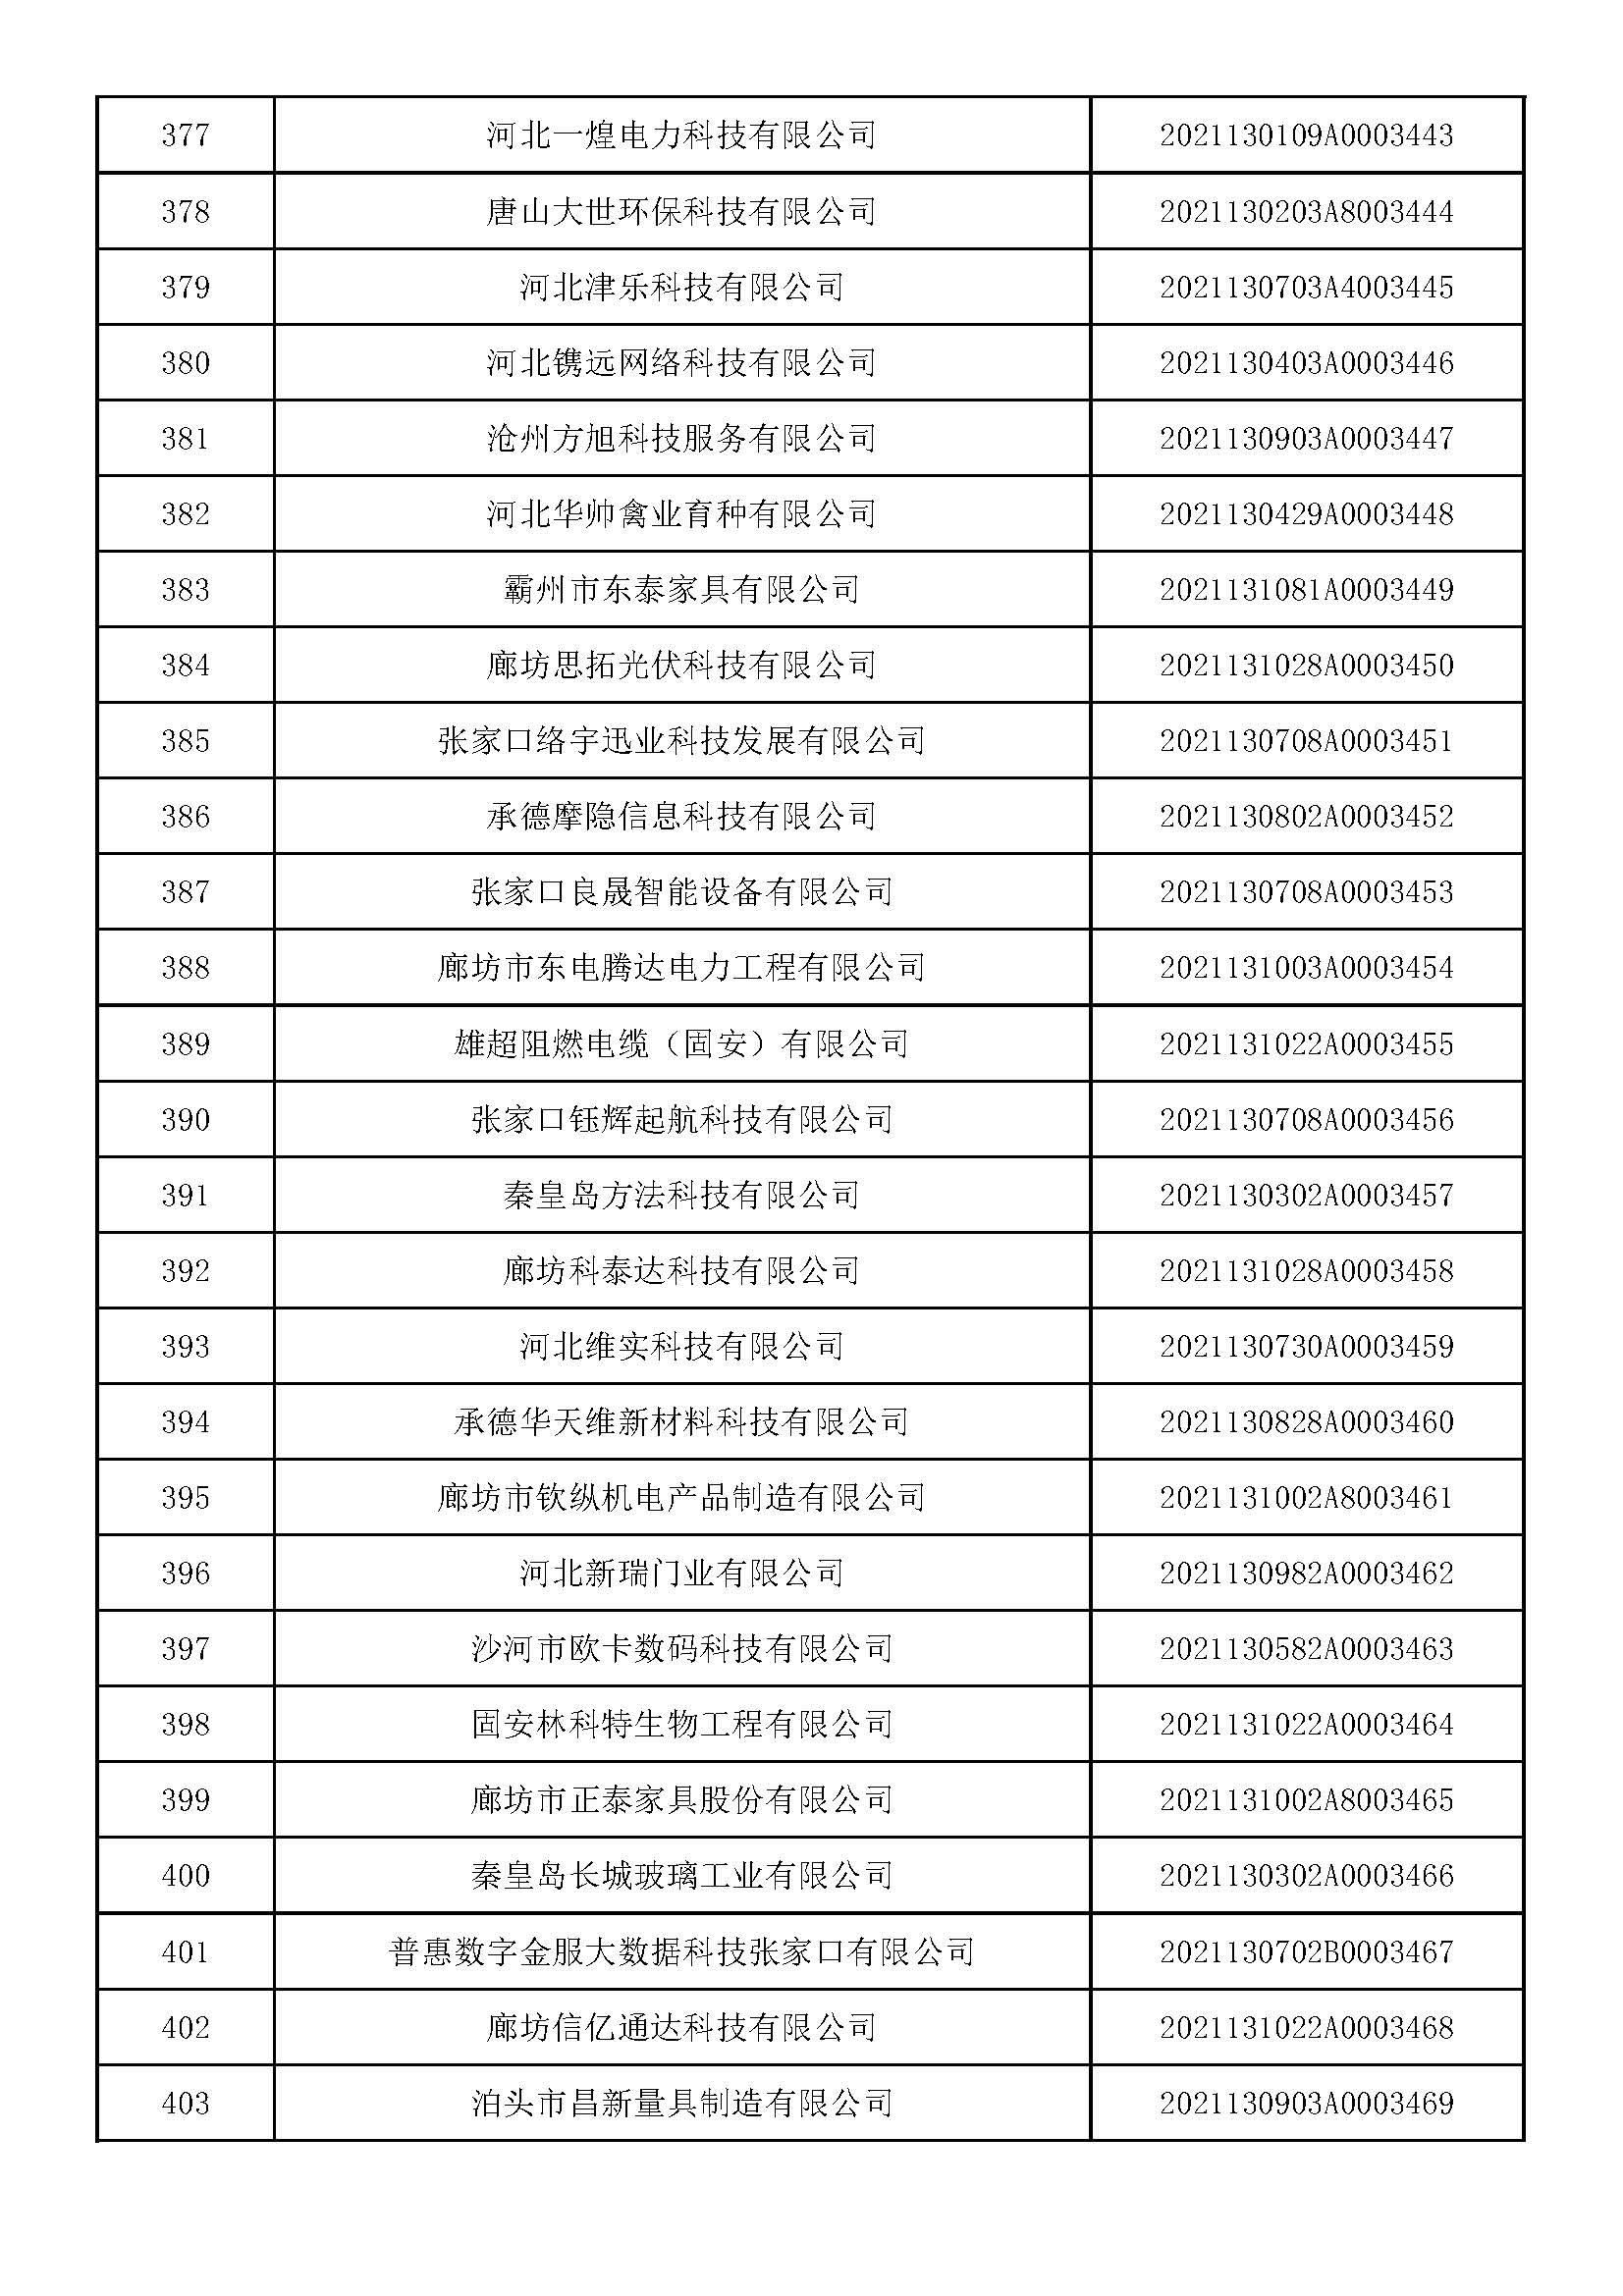 377 河北一煌电力科技有限公司 2021130109A0003443
378 唐山大世环保科技有限公司 2021130203A8003444
379 河北津乐科技有限公司 2021130703A4003445
380 河北镌远网络科技有限公司 2021130403A0003446
381 沧州方旭科技服务有限公司 2021130903A0003447
382 河北华帅禽业育种有限公司 2021130429A0003448
383 霸州市东泰家具有限公司 2021131081A0003449
384 廊坊思拓光伏科技有限公司 2021131028A0003450
385 张家口络宇迅业科技发展有限公司 2021130708A0003451
386 承德摩隐信息科技有限公司 2021130802A0003452
387 张家口良晟智能设备有限公司 2021130708A0003453
388 廊坊市东电腾达电力工程有限公司 2021131003A0003454
389 雄超阻燃电缆（固安）有限公司 2021131022A0003455
390 张家口钰辉起航科技有限公司 2021130708A0003456
391 秦皇岛方法科技有限公司 2021130302A0003457
392 廊坊科泰达科技有限公司 2021131028A0003458
393 河北维实科技有限公司 2021130730A0003459
394 承德华天维新材料科技有限公司 2021130828A0003460
395 廊坊市钦纵机电产品制造有限公司 2021131002A8003461
396 河北新瑞门业有限公司 2021130982A0003462
397 沙河市欧卡数码科技有限公司 2021130582A0003463
398 固安林科特生物工程有限公司 2021131022A0003464
399 廊坊市正泰家具股份有限公司 2021131002A8003465
400 秦皇岛长城玻璃工业有限公司 2021130302A0003466
401 普惠数字金服大数据科技张家口有限公司 2021130702B0003467
402 廊坊信亿通达科技有限公司 2021131022A0003468
403 泊头市昌新量具制造有限公司 2021130903A0003469